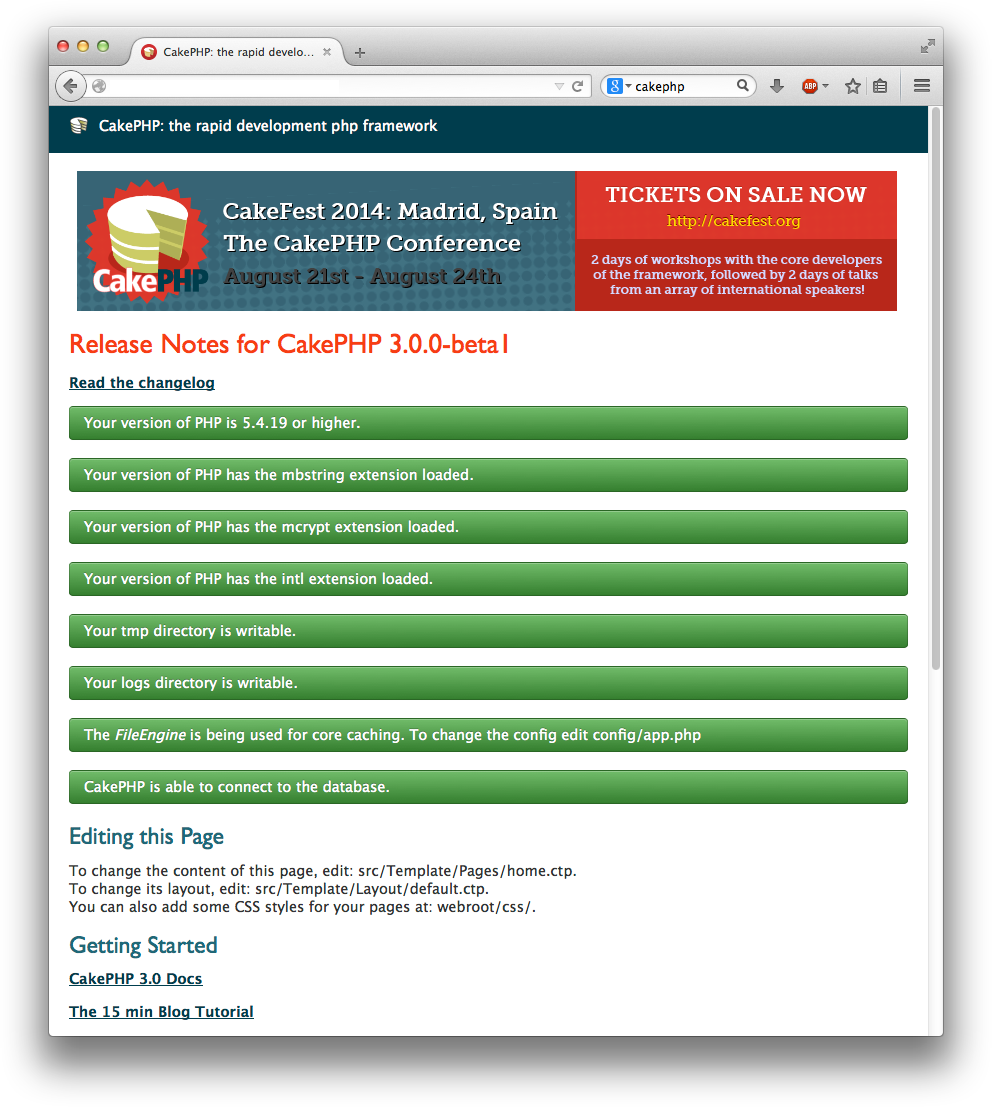 CakePHP: the rapid develo...
cakephp
ABP
CakePHP: the rapid development php framework
CakePHP
CakeFest 2014: Madrid, Spain
The CakePHP Conference
August 21st - August 24th
TICKETS ON SALE NOW
http://cakefest.org
2 days of workshops with the core developers
of the framework, followed by 2 days of talks
from an array of international speakers!
Release Notes for CakePHP 3.0.0-beta1
Read the changelog
Your version of PHP is 5.4.19 or higher.
Your version of PHP has the mbstring extension loaded.
Your version of PHP has the mcrypt extension loaded.
Your version of PHP has the intl extension loaded.
Your tmp directory is writable.
Your logs directory is writable.
The FileEngine is being used for core caching. To change the config edit config/app.php
CakePHP is able to connect to the database.
Editing this Page
To change the content of this page, edit: src/Template/Pages/home.ctp.
To change its layout, edit: src/Template/Layout/default.ctp.
You can also add some CSS styles for your pages at: webroot/css/.
Getting Started
CakePHP 3.0 Docs
The 15 min Blog Tutorial